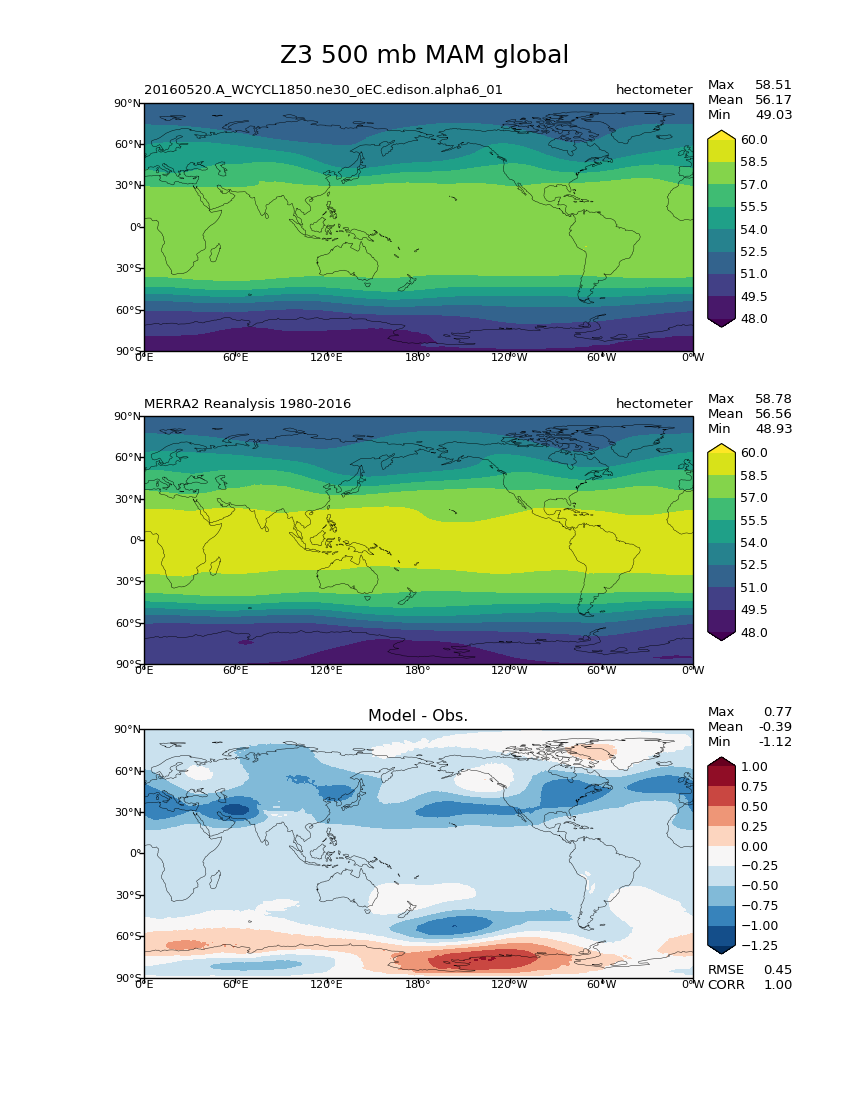 Z3 500 mb MAM global
20160520.A_WCYCL1850.ne30_oEC.edison.alpha6_01 hectometer
Max 58.51
Mean 56.17
Min 49.03
90°N
60°N
30°N
0°
30°S
60°S
90°S
0°E 60°E 120°E 180° 120°W 60°W 0°W
60.0
58.5
57.0
55.5
54.0
52.5
51.0
49.5
48.0
MERRA2 Reanalysis 1980-2016 hectometer
Max 58.78
Mean 56.56
Min 48.93
90°N
60°N
30°N
0°
30°S
60°S
90°S
0°E 60°E 120°E 180° 120°W 60°W 0°W
60.0
58.5
57.0
55.5
54.0
52.5
51.0
49.5
48.0
Model - Obs.
Max 0.77
Mean -0.39
Min -1.12
90°N
60°N
30°N
0°
30°S
60°S
90°S
0°E 60°E 120°E 180° 120°W 60°W 0°W
1.00
0.75
0.50
0.25
0.00
−0.25
−0.50
−0.75
−1.00
−1.25
RMSE 0.45
CORR 1.00